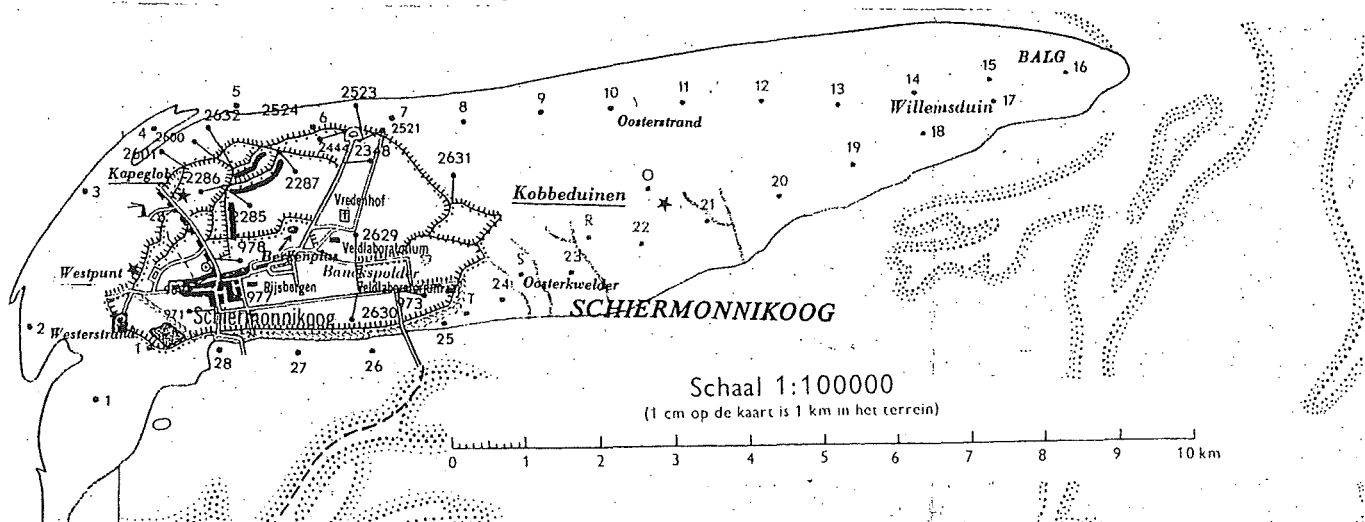 BALG
15
16
14
17
5
2523
11
12
13
2632
2524
10
9
Willemsduin
7
8
6
Oosterstrand
18
4
2600
2521
2444
2601
2348
19
2631
Kapeglop
2286
2287
O
20
3
Kobbeduinen
Vredenhof
2285
21
R
22
2629
978
Veldlaboratorium
Berkenplas
S
23
Westpunt
Banckspolder
Oosterkwelder
24
Rijsbergen
977
973
T
SCHIERMONNIKOOG
971
Schiermonnikoog
2630
2
Westerstrand
25
28
27
26
1
Schaal 1:100000
(1 cm op de kaart is 1 km in het terrein)
0 1 2 3 4 5 6 7 8 9 10 km